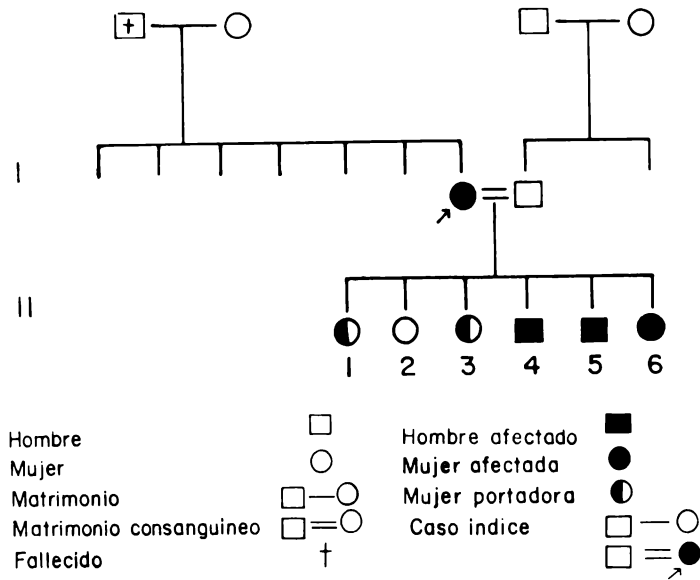 †
I
II
1 2 3 4 5 6
Hombre
Mujer
Matrimonio
Matrimonio consanguineo
Fallecido †
Hombre afectado
Mujer afectada
Mujer portadora
Caso indice